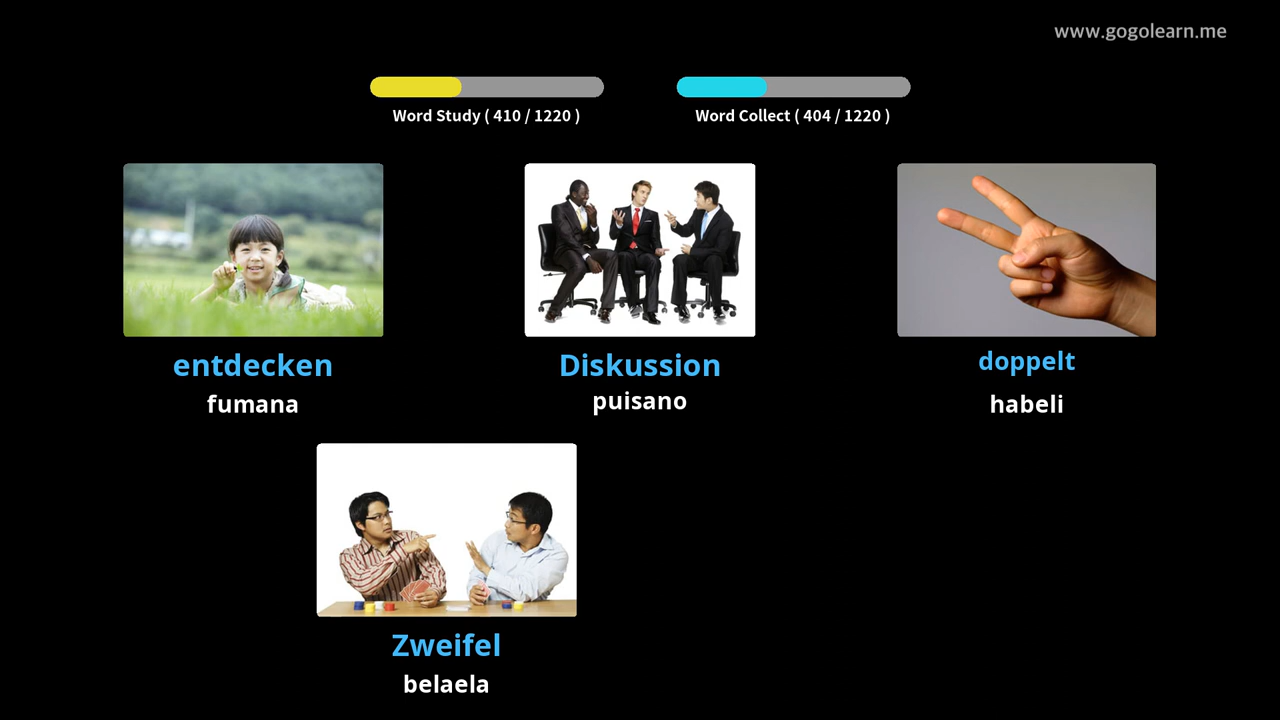 www.gogolearn.me
Word Study ( 410 / 1220 )
Word Collect ( 404 / 1220 )
entdecken
fumana
Diskussion
puisano
doppelt
habeli
Zweifel
belaela